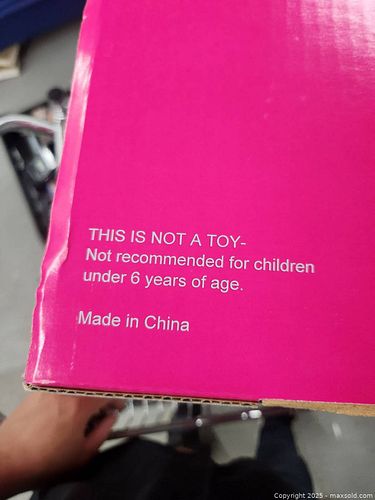 THIS IS NOT A TOY-
Not recommended for children
under 6 years of age.
Made in China
Copyright 2025 - maxsold.com